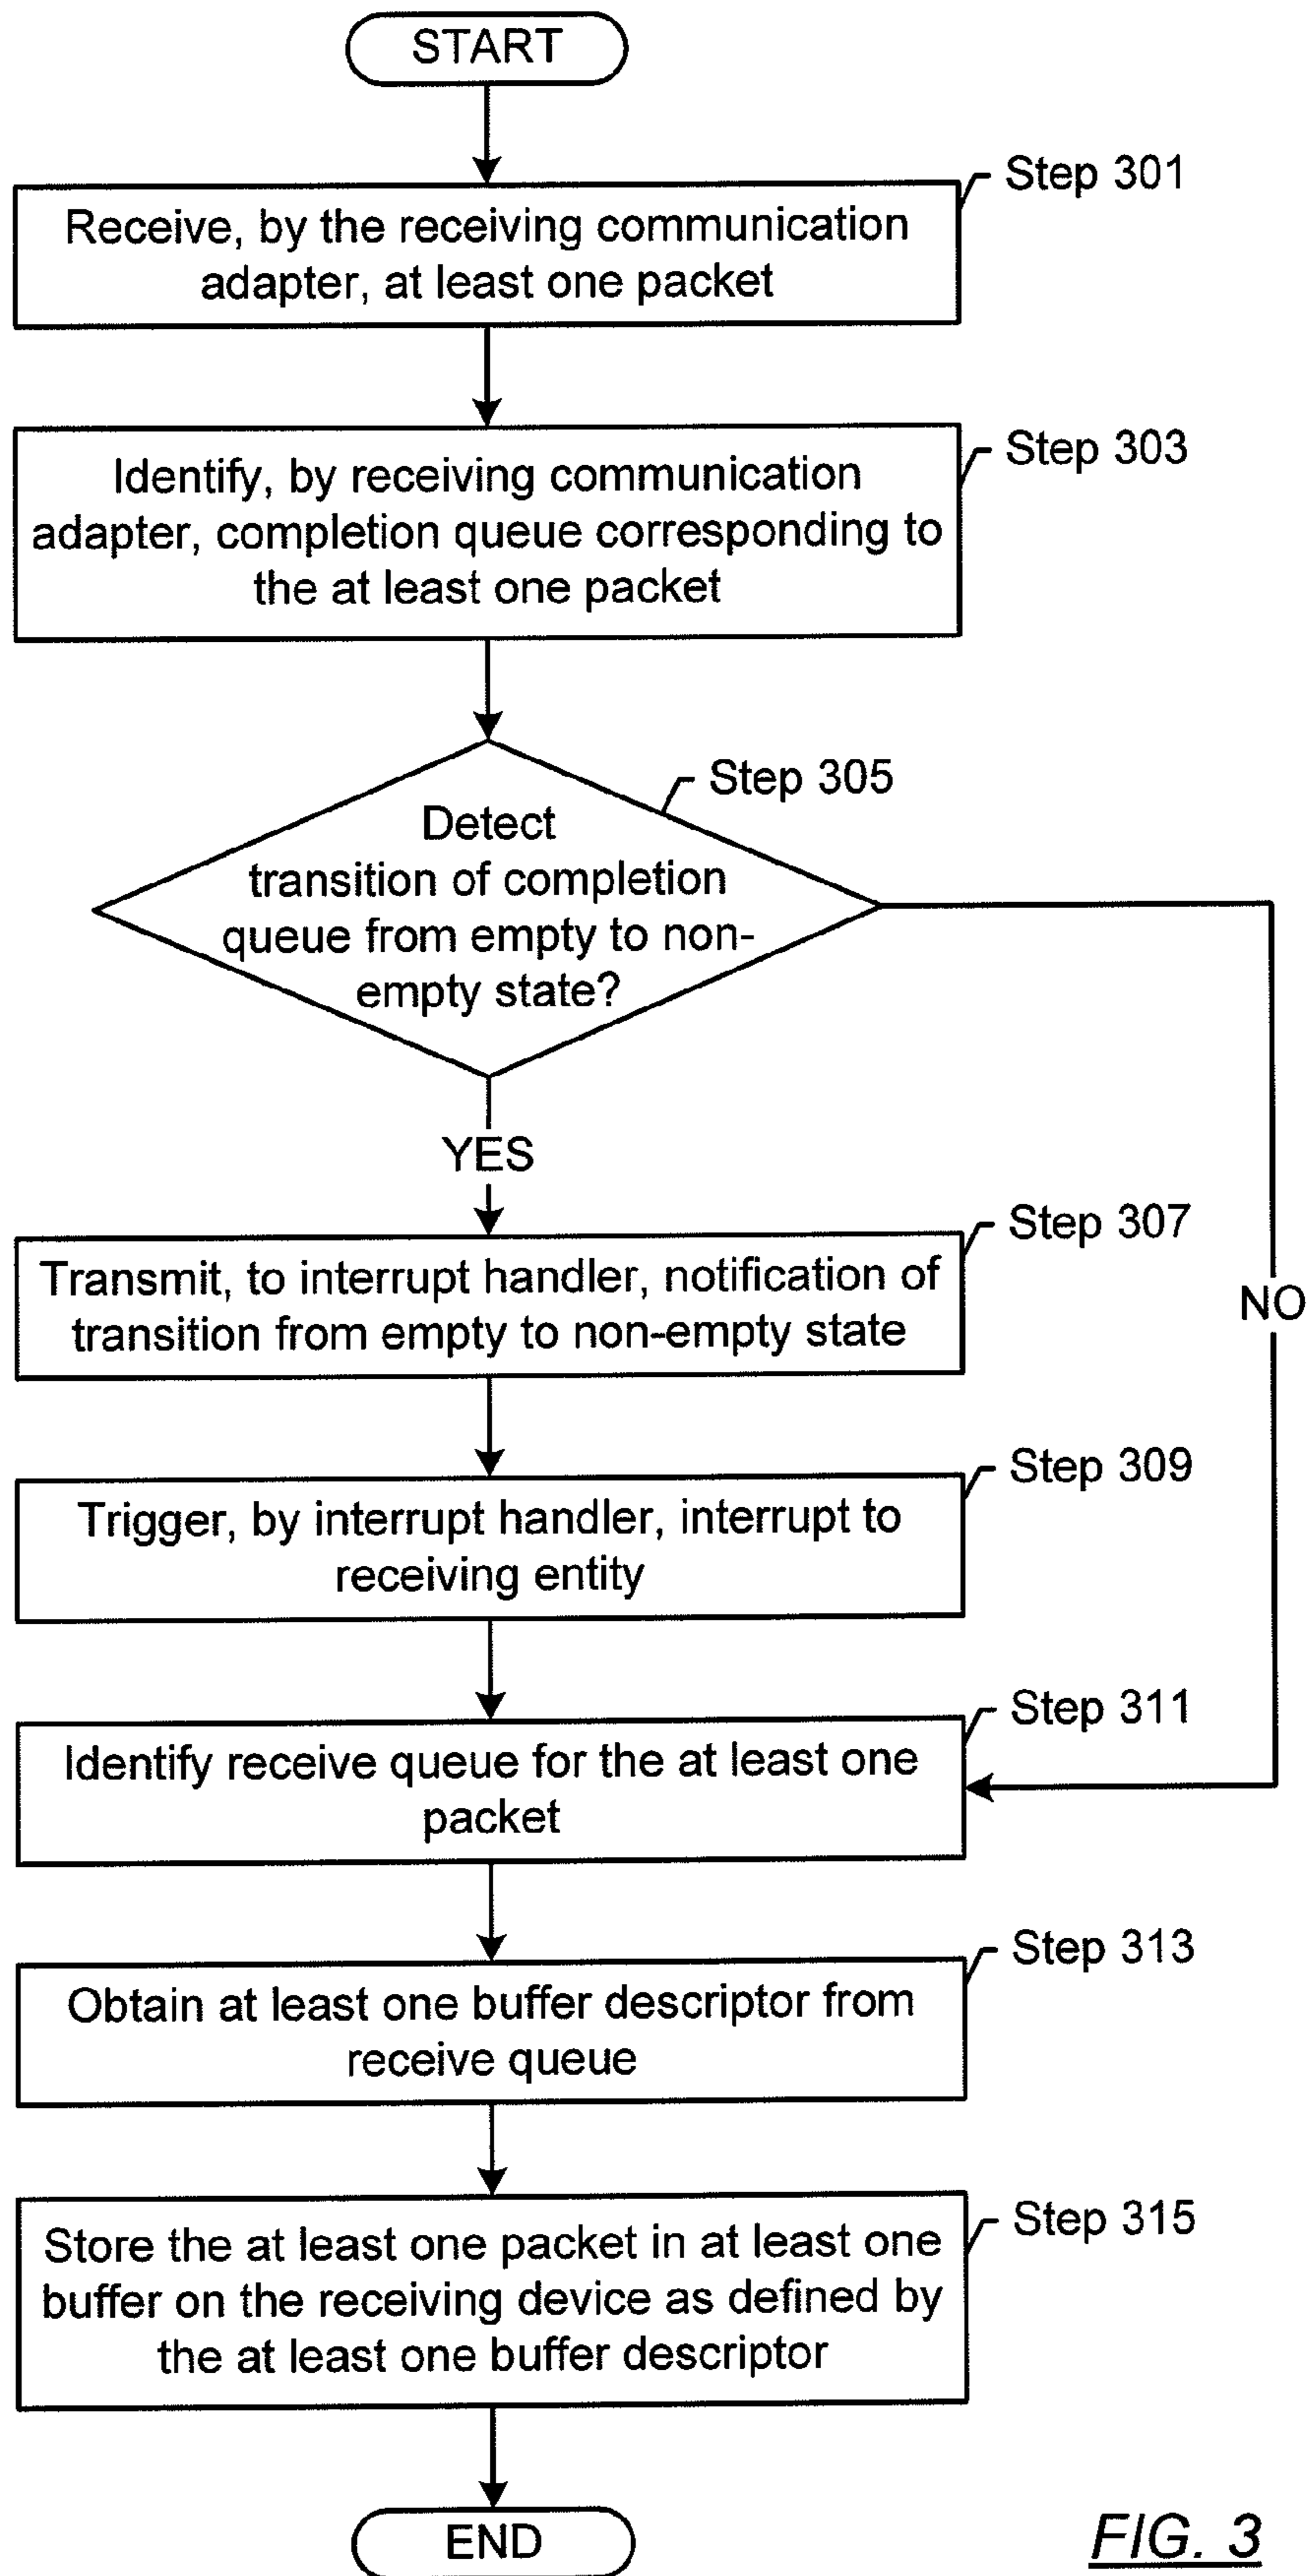 START
Step 301
Receive, by the receiving communication
adapter, at least one packet
Step 303
Identify, by receiving communication
adapter, completion queue corresponding to
the at least one packet
Step 305
Detect
transition of completion
queue from empty to non-
empty state?
YES
NO
Step 307
Transmit, to interrupt handler, notification of
transition from empty to non-empty state
Step 309
Trigger, by interrupt handler, interrupt to
receiving entity
Step 311
Identify receive queue for the at least one
packet
Step 313
Obtain at least one buffer descriptor from
receive queue
Step 315
Store the at least one packet in at least one
buffer on the receiving device as defined by
the at least one buffer descriptor
END
FIG. 3